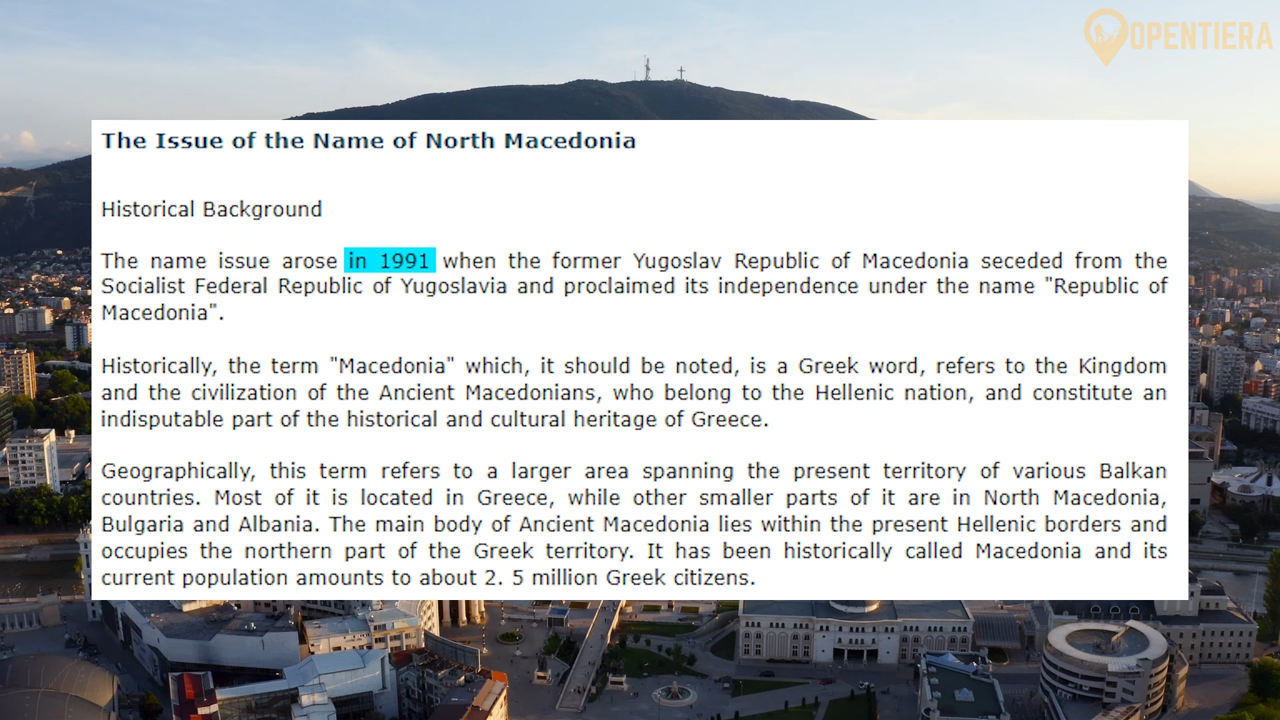 OPENTIERA
The Issue of the Name of North Macedonia
Historical Background
The name issue arose in 1991 when the former Yugoslav Republic of Macedonia seceded from the
Socialist Federal Republic of Yugoslavia and proclaimed its independence under the name "Republic of
Macedonia".
Historically, the term "Macedonia" which, it should be noted, is a Greek word, refers to the Kingdom
and the civilization of the Ancient Macedonians, who belong to the Hellenic nation, and constitute an
indisputable part of the historical and cultural heritage of Greece.
Geographically, this term refers to a larger area spanning the present territory of various Balkan
countries. Most of it is located in Greece, while other smaller parts of it are in North Macedonia,
Bulgaria and Albania. The main body of Ancient Macedonia lies within the present Hellenic borders and
occupies the northern part of the Greek territory. It has been historically called Macedonia and its
current population amounts to about 2. 5 million Greek citizens.